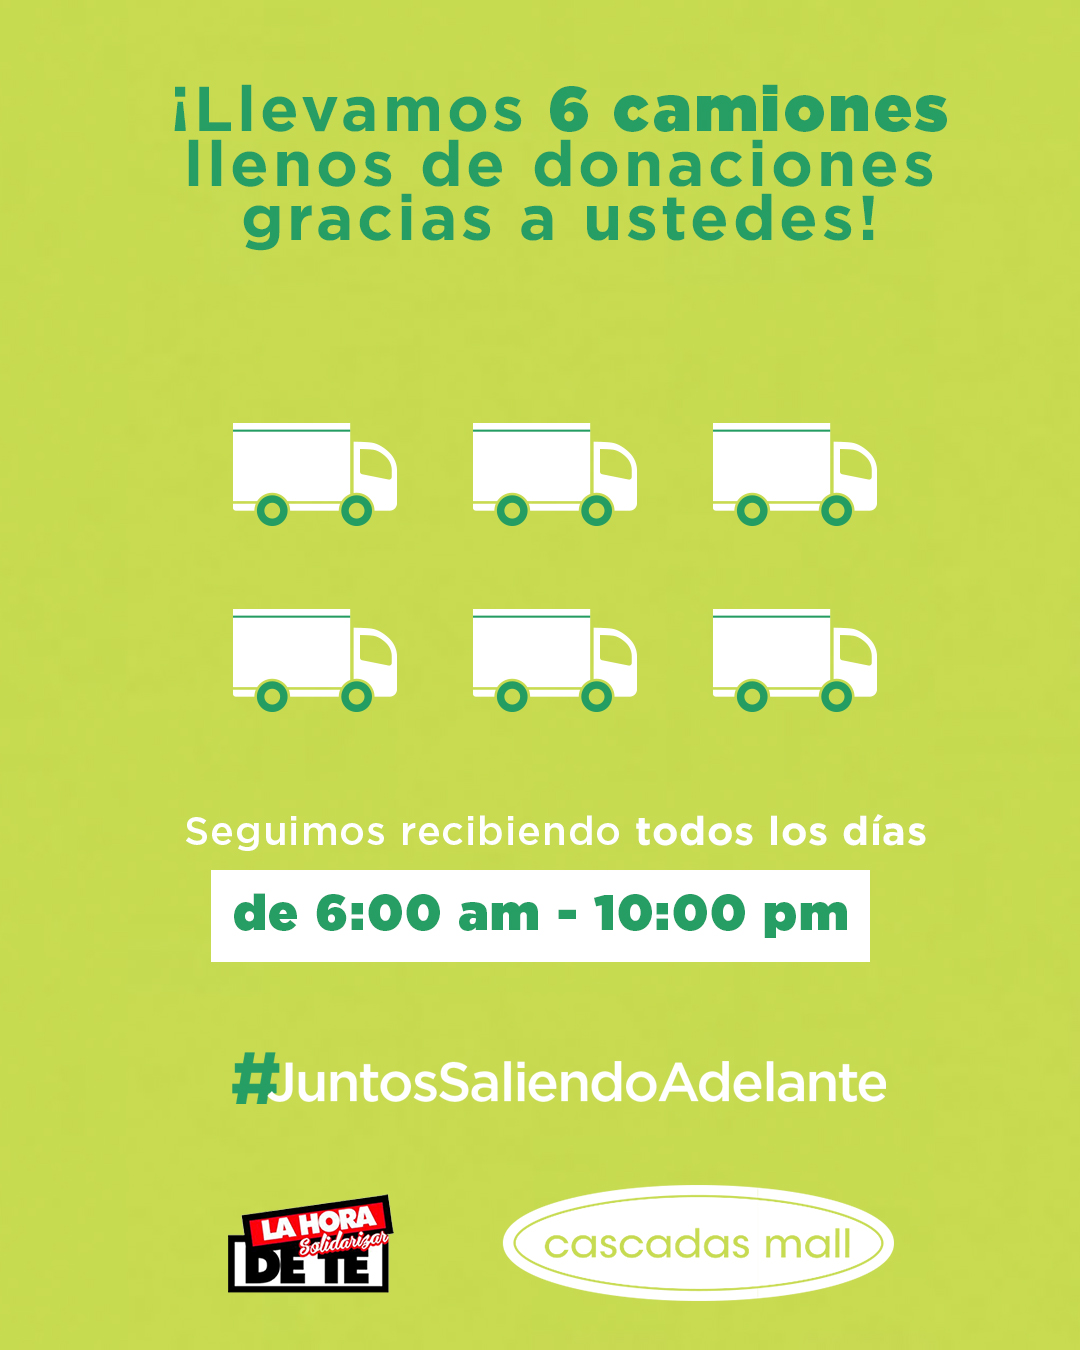 ¡Llevamos 6 camiones
llenos de donaciones
gracias a ustedes!
Seguimos recibiendo todos los días
de 6:00 am - 10:00 pm
#JuntosSaliendoAdelante
LA HORA
Solidarizar
DE TE
cascadas mall